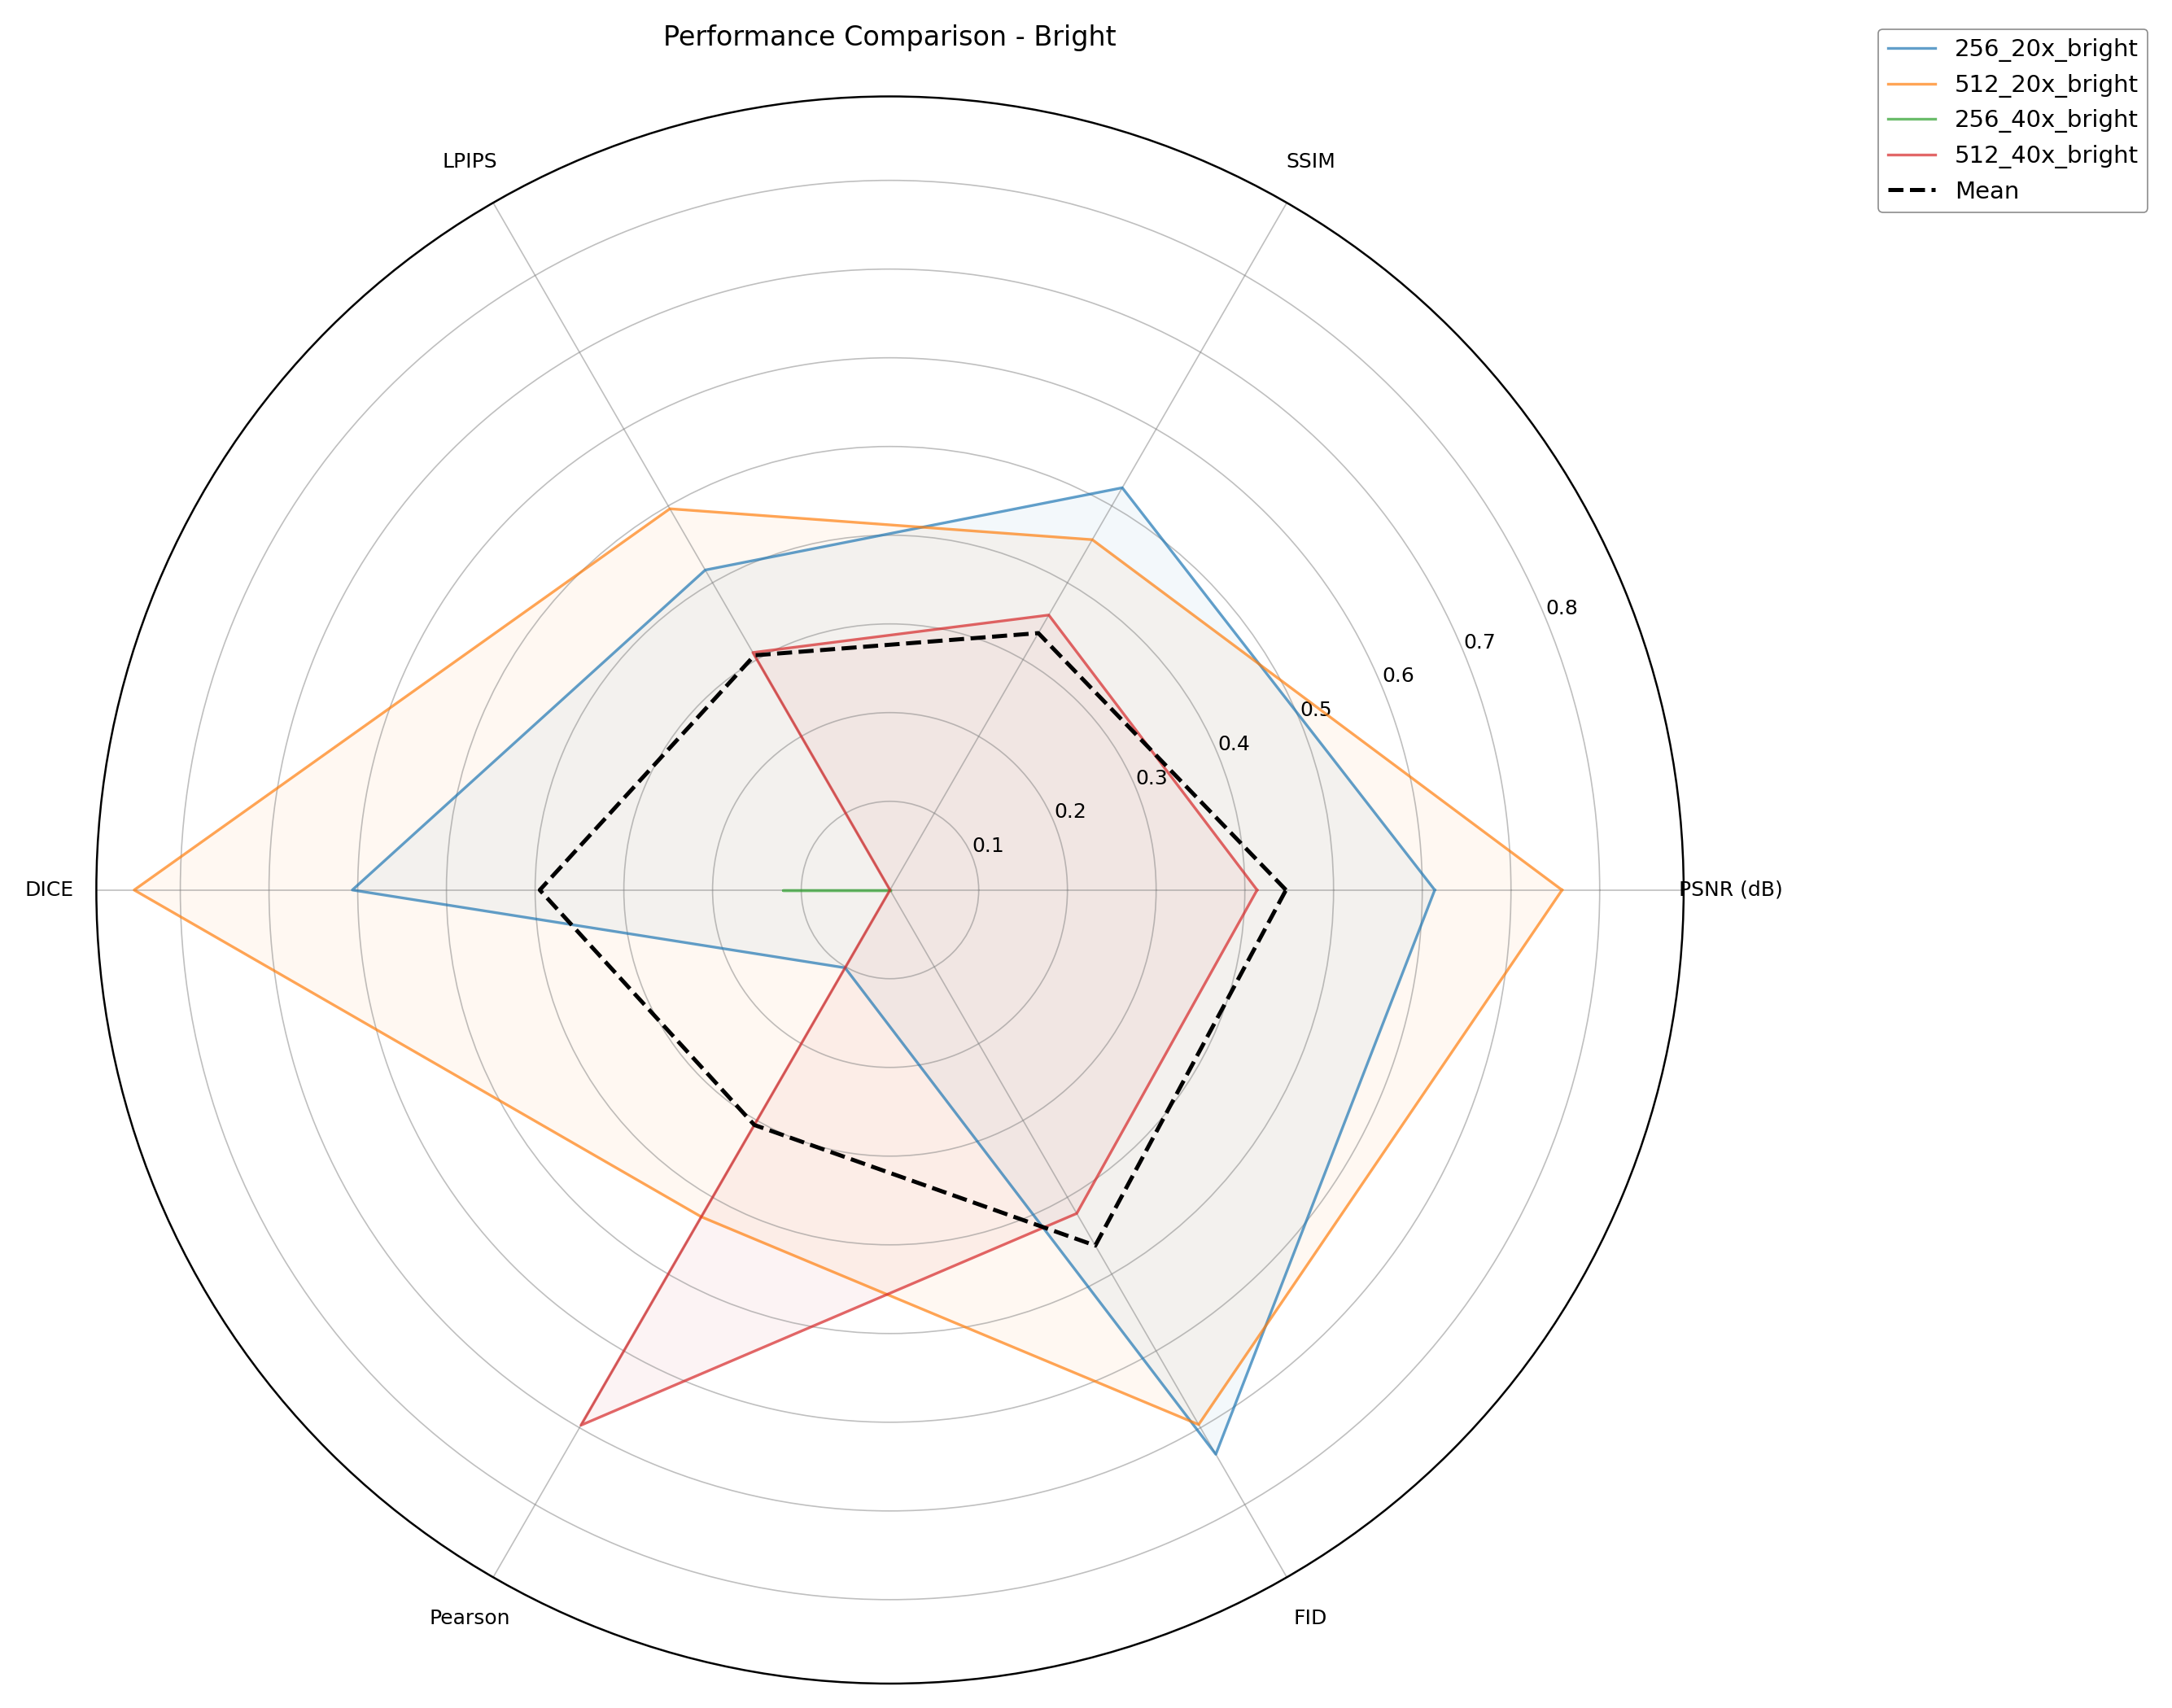 Performance Comparison - Bright
256_20x_bright
512_20x_bright
256_40x_bright
512_40x_bright
Mean
LPIPS
SSIM
0.8
0.7
0.6
0.5
0.4
0.3
0.2
0.1
DICE
PSNR (dB)
Pearson
FID